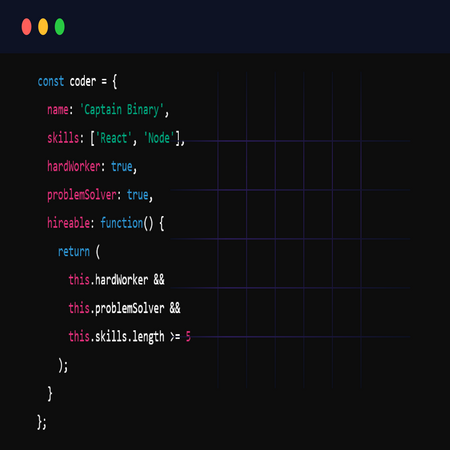 const coder = {
name: 'Captain Binary',
skills: ['React', 'Node'],
hardWorker: true,
problemSolver: true,
hireable: function() {
return (
this.hardWorker &&
this.problemSolver &&
this.skills.length >= 5
);
}
};